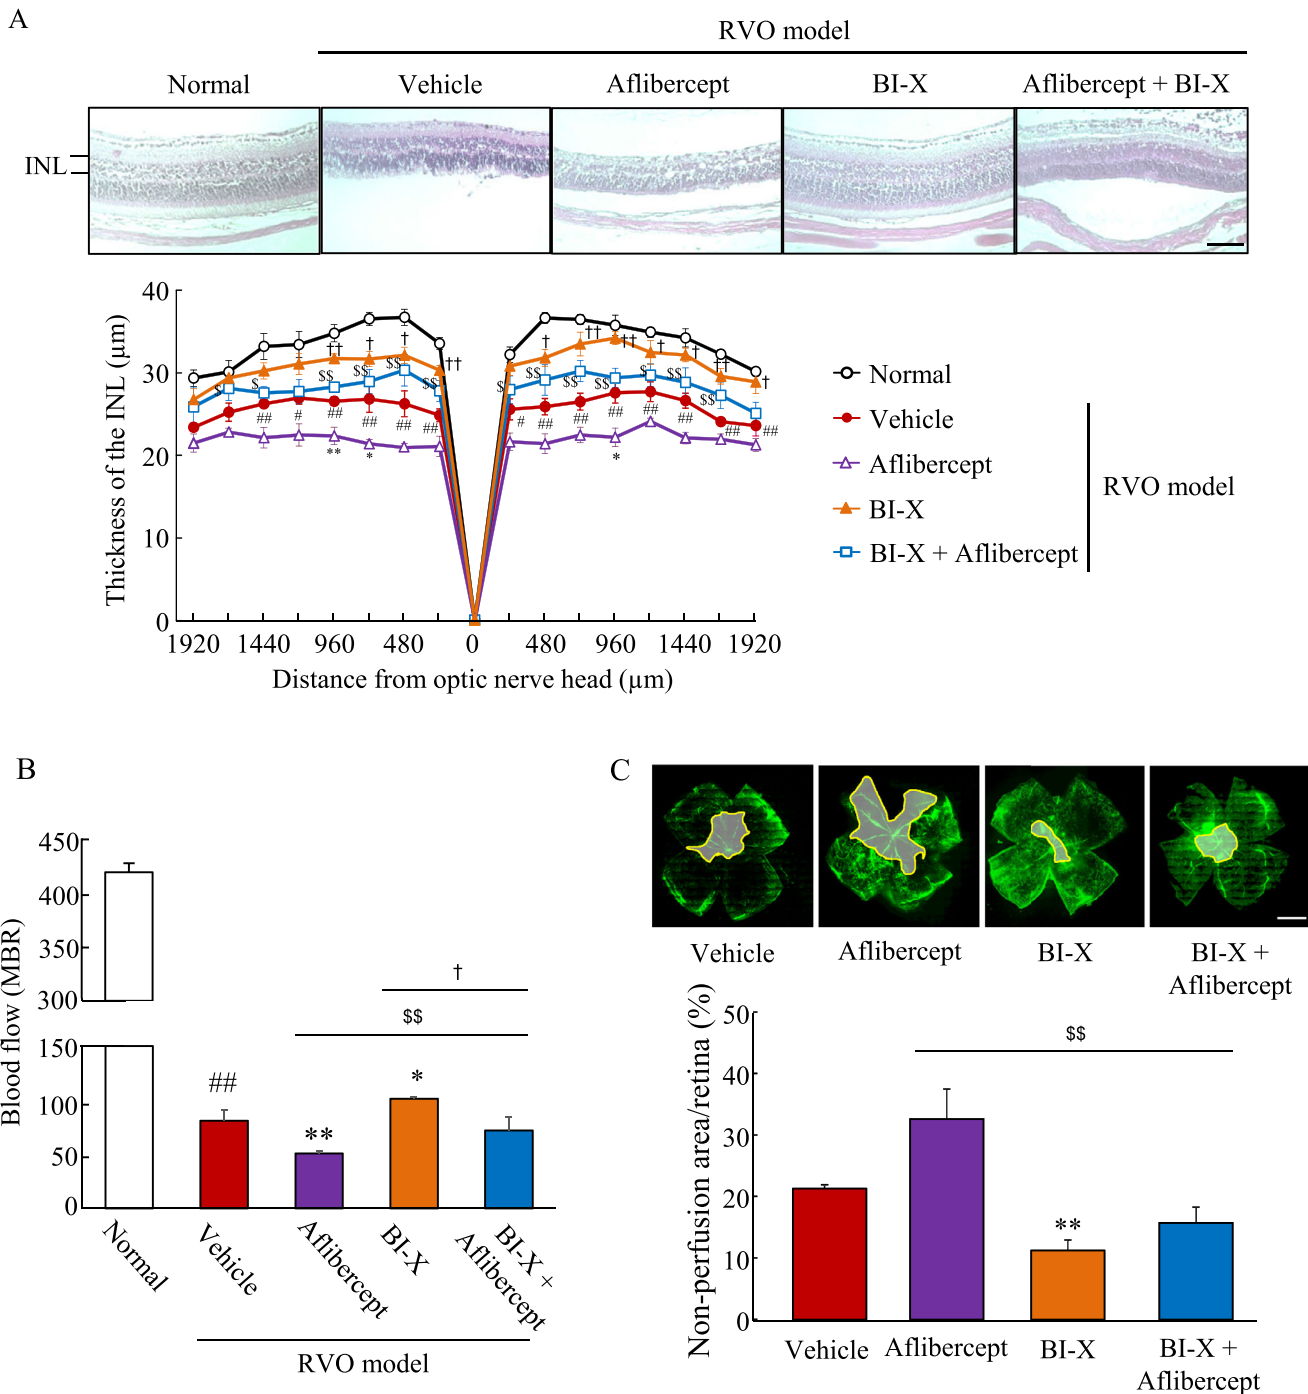 A
RVO model
Normal
Vehicle
Aflibercept
BI-X
Aflibercept + BI-X
INL
Thickness of the INL (µm)
40
30
20
10
0
$ $ †† † † †† † †† †† † † †† †
$$ $$ $$ $$ $ $$ $$ $$ $ $$ $$
## # ## ## ## ## # ## ## ## ## ## ## ##
** * *
1920 1440 960 480 0 480 960 1440 1920
Distance from optic nerve head (µm)
Normal
Vehicle
Aflibercept
BI-X
BI-X + Aflibercept
RVO model
B
Blood flow (MBR)
450
400
350
300
150
100
50
0
†
$$
##
**
*
Normal
Vehicle
Aflibercept
BI-X
BI-X +
Aflibercept
RVO model
C
Vehicle
Aflibercept
BI-X
BI-X +
Aflibercept
Non-perfusion area/retina (%)
50
40
30
20
10
0
$$
**
Vehicle
Aflibercept
BI-X
BI-X +
Aflibercept